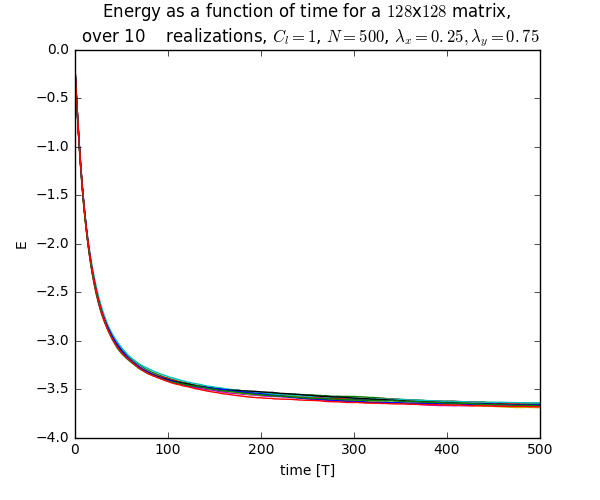 Energy as a function of time for a 128x128 matrix,
over 10 realizations, C_l = 1, N = 500, λ_x = 0.25, λ_y = 0.75
0.0
−0.5
−1.0
−1.5
−2.0
−2.5
−3.0
−3.5
−4.0
E
0 100 200 300 400 500
time [T]